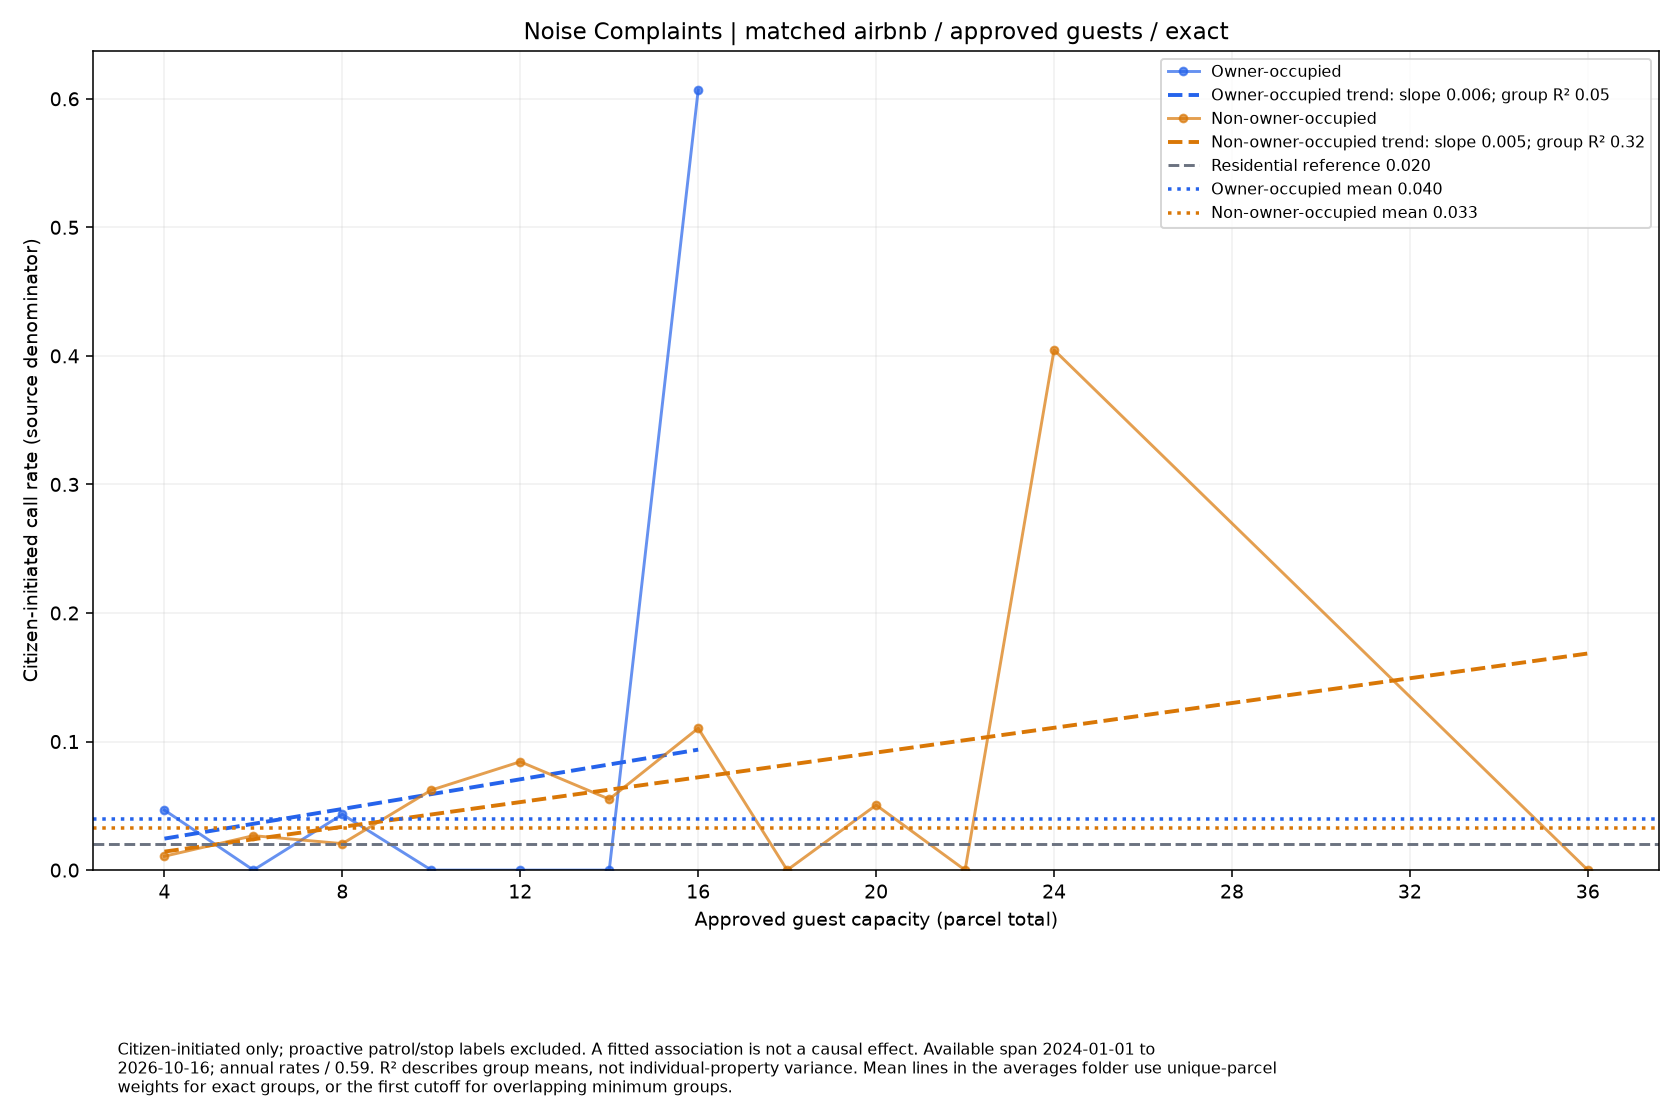 Noise Complaints | matched airbnb / approved guests / exact
Owner-occupied
Owner-occupied trend: slope 0.006; group R² 0.05
Non-owner-occupied
Non-owner-occupied trend: slope 0.005; group R² 0.32
Residential reference 0.020
Owner-occupied mean 0.040
Non-owner-occupied mean 0.033
Citizen-initiated call rate (source denominator)
0.6
0.5
0.4
0.3
0.2
0.1
0.0
4 8 12 16 20 24 28 32 36
Approved guest capacity (parcel total)
Citizen-initiated only; proactive patrol/stop labels excluded. A fitted association is not a causal effect. Available span 2024-01-01 to
2026-10-16; annual rates / 0.59. R² describes group means, not individual-property variance. Mean lines in the averages folder use unique-parcel
weights for exact groups, or the first cutoff for overlapping minimum groups.